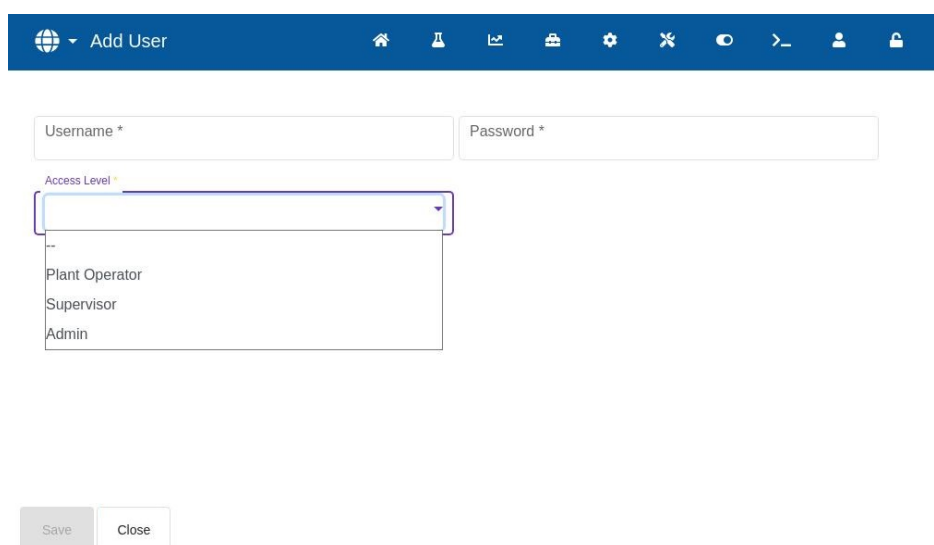 Add User
Username *
Password *
Access Level *
--
Plant Operator
Supervisor
Admin
Save
Close